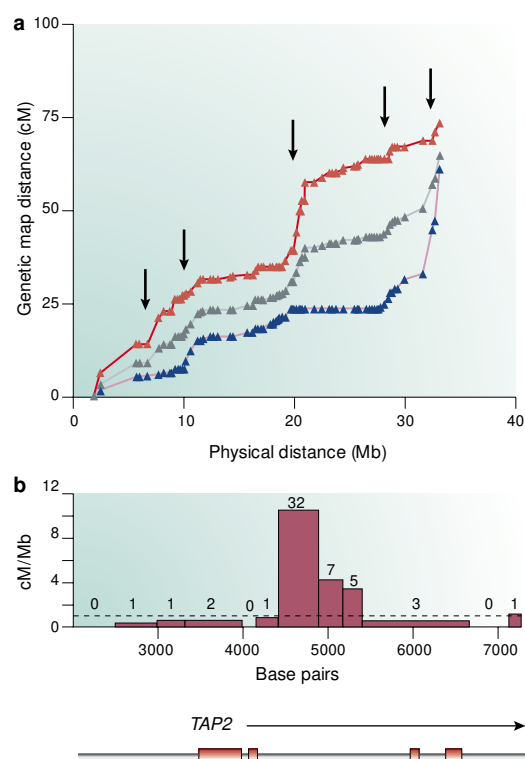 a
100
75
50
25
0
Genetic map distance (cM)
0 10 20 30 40
Physical distance (Mb)
b
12
8
4
0
cM/Mb
0 1 1 2 0 1 32 7 5 3 0 1
3000 4000 5000 6000 7000
Base pairs
TAP2